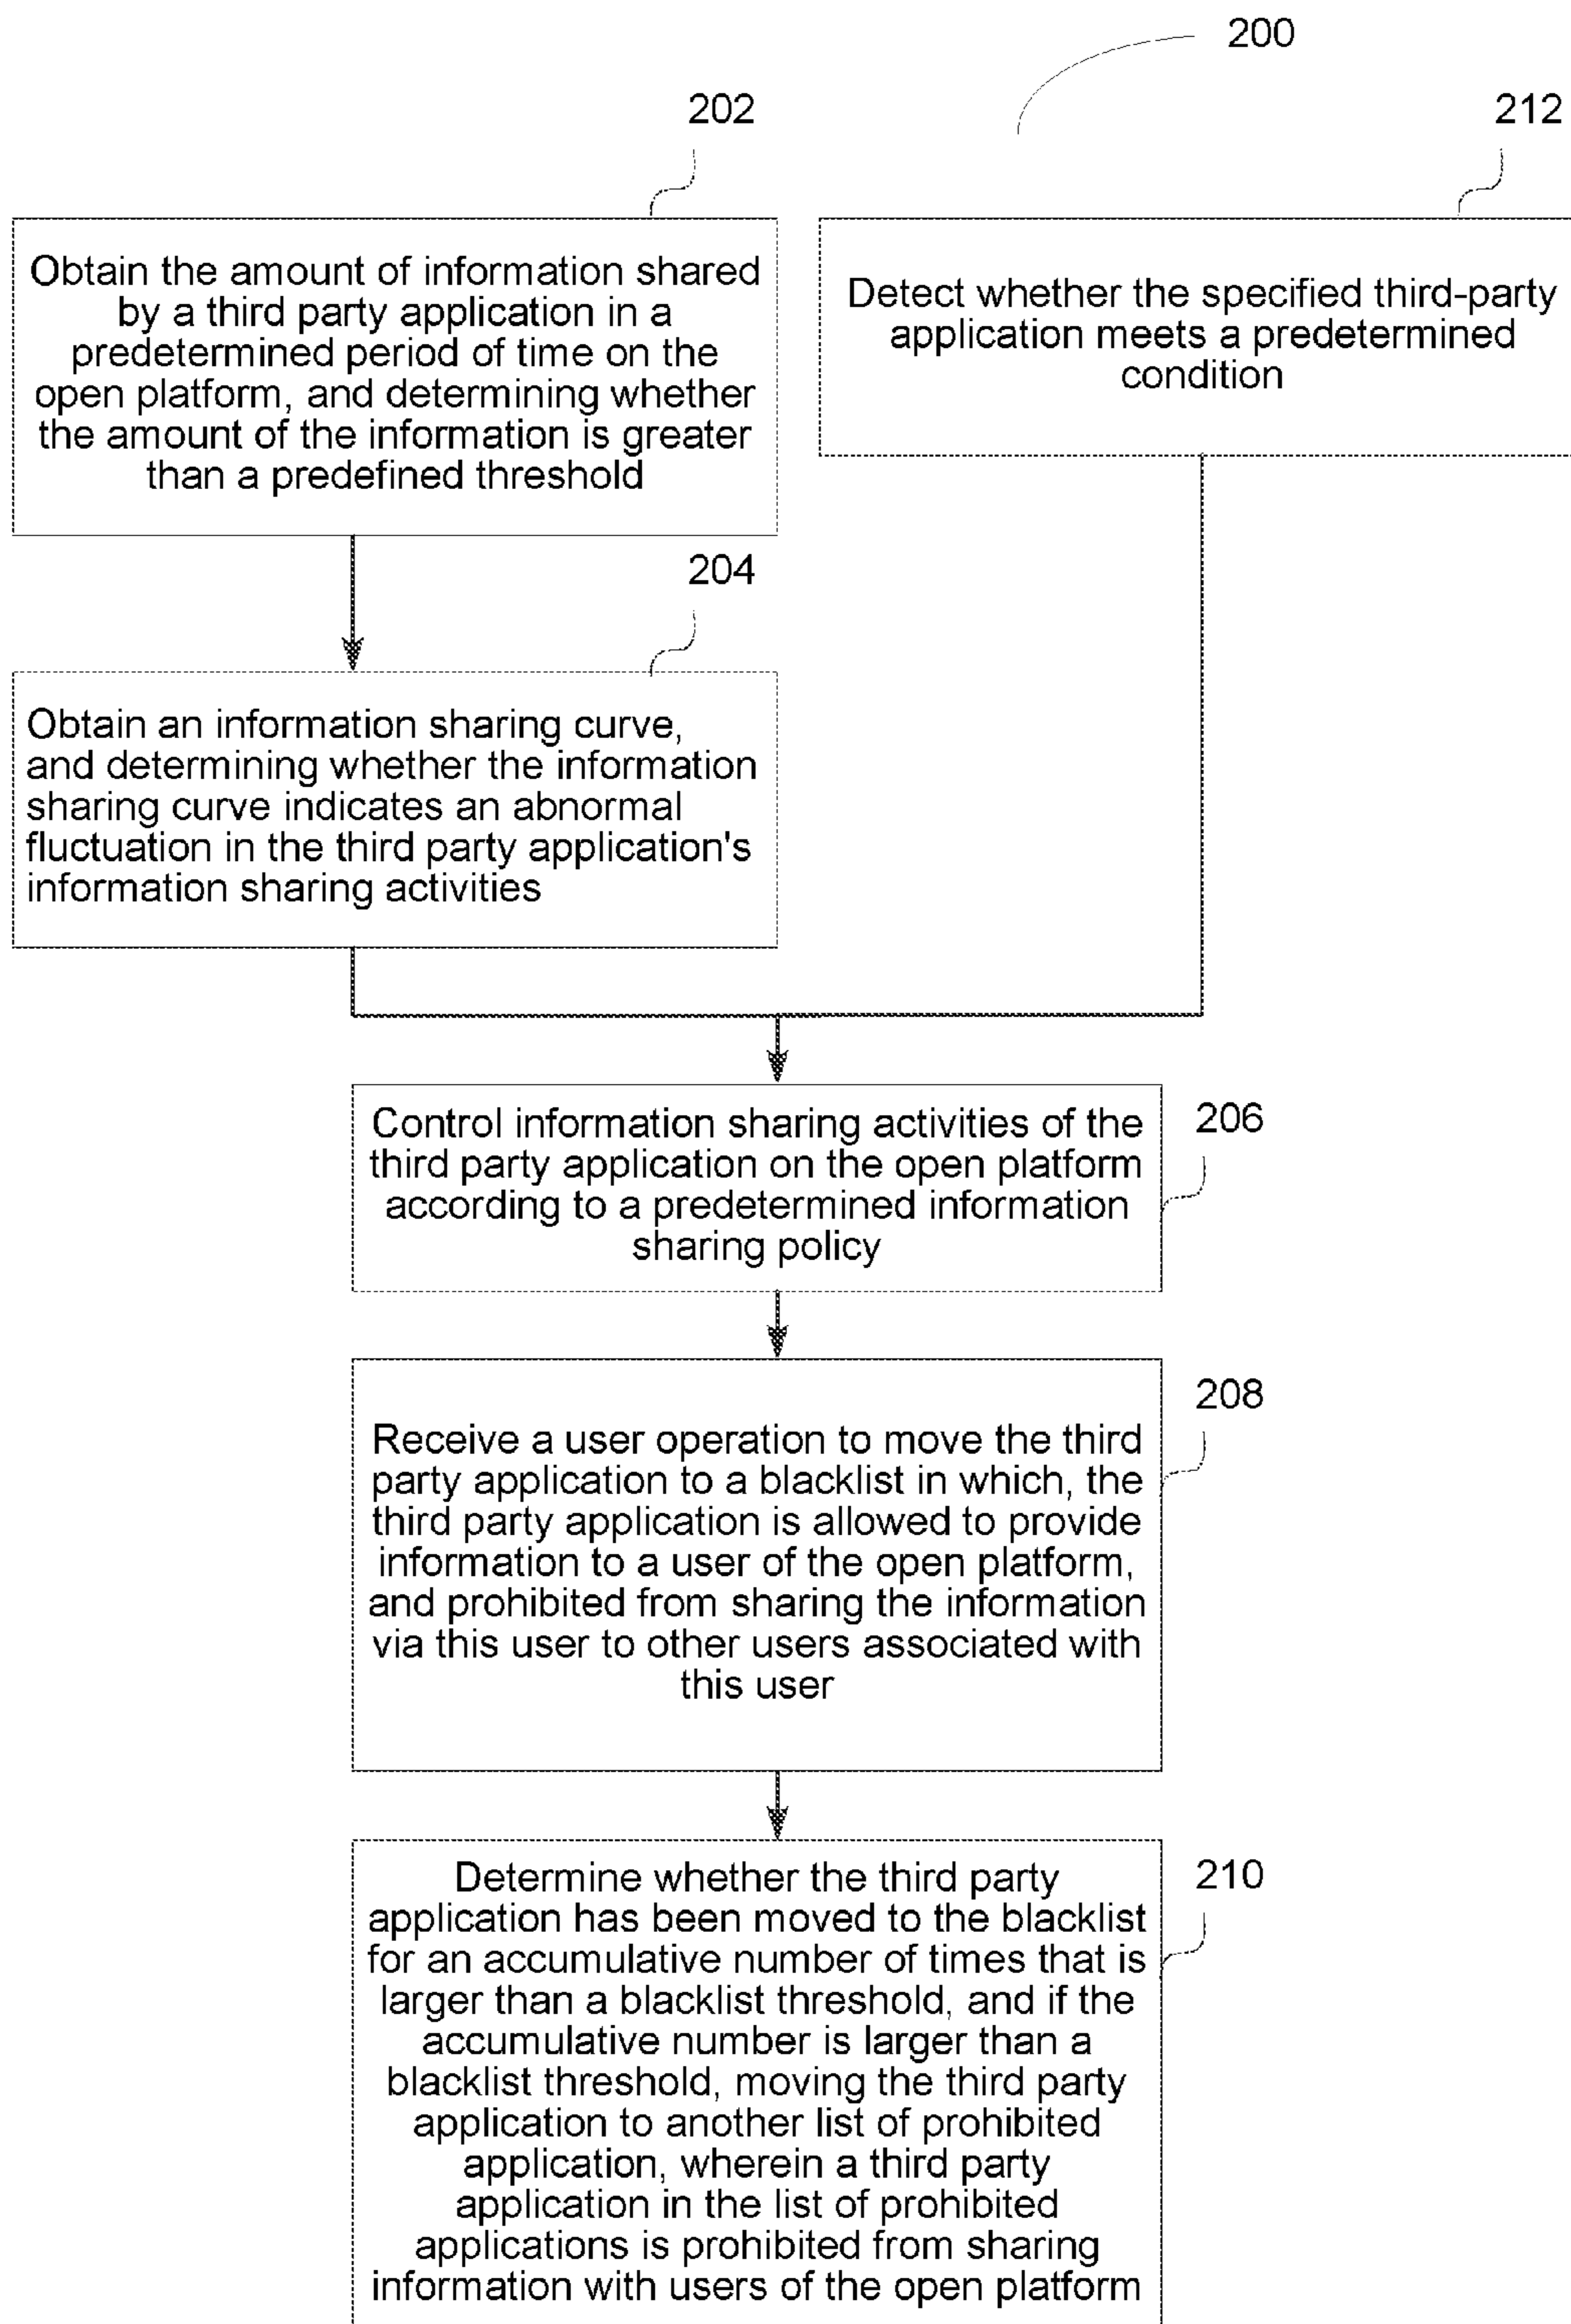 200
202
212
Obtain the amount of information shared
by a third party application in a
predetermined period of time on the
open platform, and determining whether
the amount of the information is greater
than a predefined threshold
Detect whether the specified third-party
application meets a predetermined
condition
204
Obtain an information sharing curve,
and determining whether the information
sharing curve indicates an abnormal
fluctuation in the third party application's
information sharing activities
Control information sharing activities of the
third party application on the open platform
according to a predetermined information
sharing policy
206
Receive a user operation to move the third
party application to a blacklist in which, the
third party application is allowed to provide
information to a user of the open platform,
and prohibited from sharing the information
via this user to other users associated with
this user
208
Determine whether the third party
application has been moved to the blacklist
for an accumulative number of times that is
larger than a blacklist threshold, and if the
accumulative number is larger than a
blacklist threshold, moving the third party
application to another list of prohibited
application, wherein a third party
application in the list of prohibited
applications is prohibited from sharing
information with users of the open platform
210